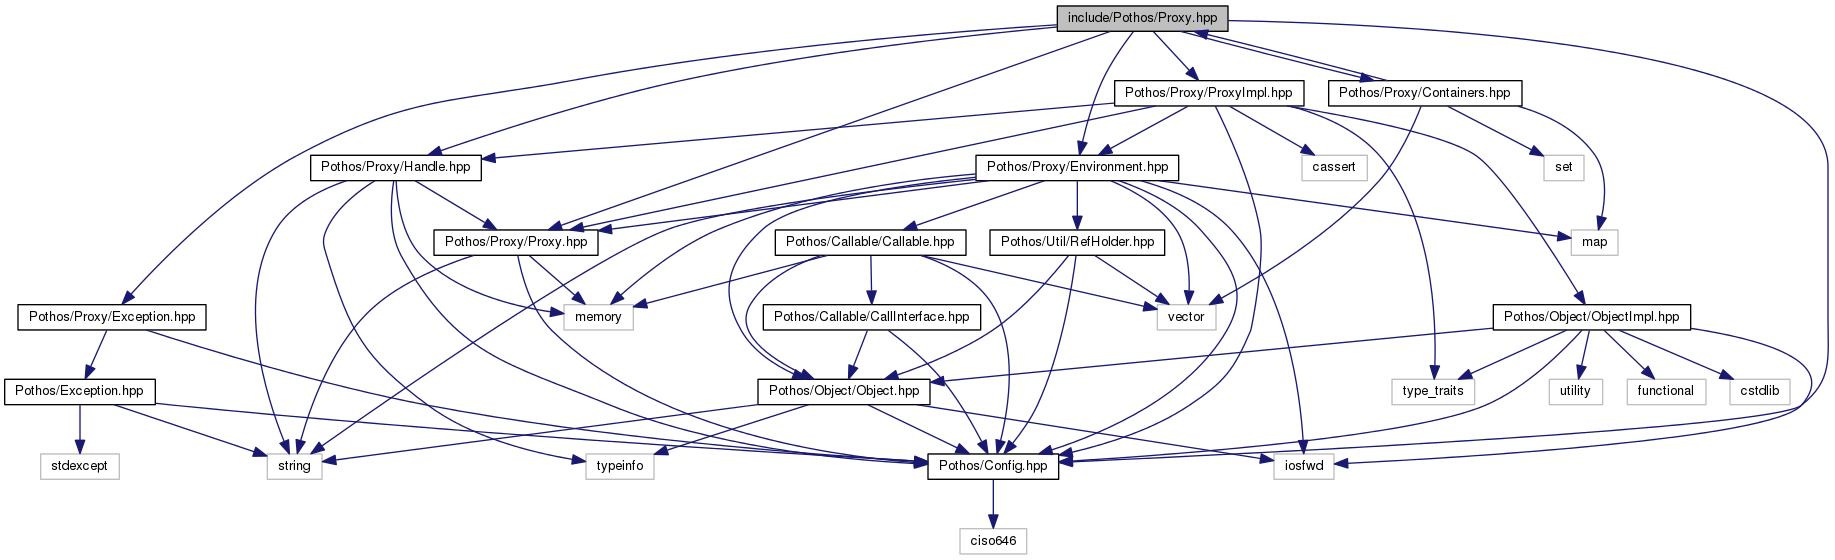 include/Pothos/Proxy.hpp
Pothos/Proxy/ProxyImpl.hpp
Pothos/Proxy/Containers.hpp
Pothos/Proxy/Handle.hpp
Pothos/Proxy/Environment.hpp
cassert
set
Pothos/Proxy/Proxy.hpp
Pothos/Callable/Callable.hpp
Pothos/Util/RefHolder.hpp
map
Pothos/Proxy/Exception.hpp
memory
Pothos/Callable/CallInterface.hpp
vector
Pothos/Object/ObjectImpl.hpp
Pothos/Exception.hpp
Pothos/Object/Object.hpp
type_traits
utility
functional
cstdlib
stdexcept
string
typeinfo
Pothos/Config.hpp
iosfwd
ciso646